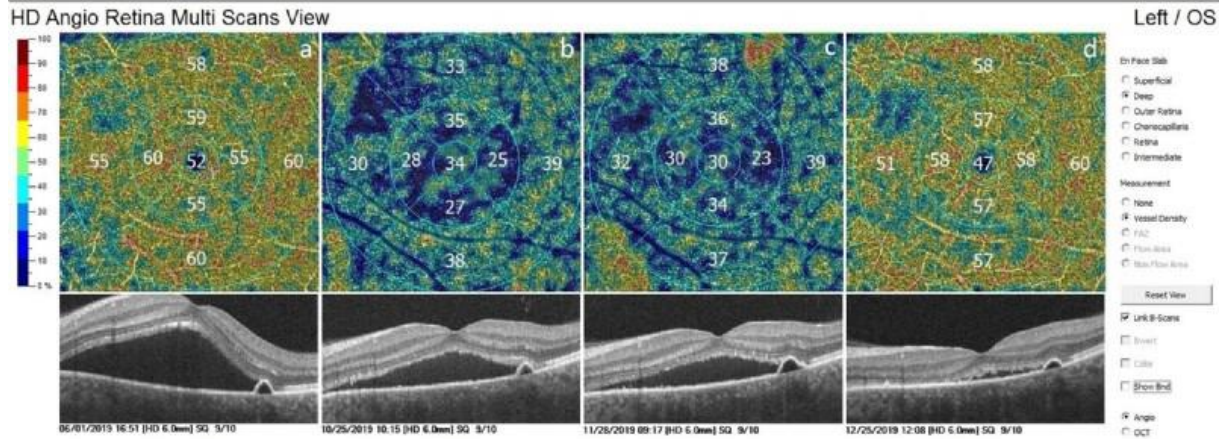 HD Angio Retina Multi Scans View
Left / OS
100
90
80
70
60
50
40
30
20
10
0 %
a
58
59
55 60 52 55 60
55
60
b
33
35
30 28 34 25 39
27
38
c
38
36
32 30 30 23 39
34
37
d
58
57
51 58 47 58 60
57
57
06/01/2019 16:51 [HD 6.0mm] SQ 9/10
10/25/2019 10:15 [HD 6.0mm] SQ 9/10
11/28/2019 09:17 [HD 6.0mm] SQ 9/10
12/25/2019 12:08 [HD 6.0mm] SQ 9/10
En Face Slab
Superficial
Deep
Outer Retina
Choriocapillaris
Retina
Intermediate
Measurement
None
Vessel Density
FAZ
Flow Area
Non Flow Area
Reset View
Link B-Scans
Invert
Color
Show Bnd
Angio
OCT